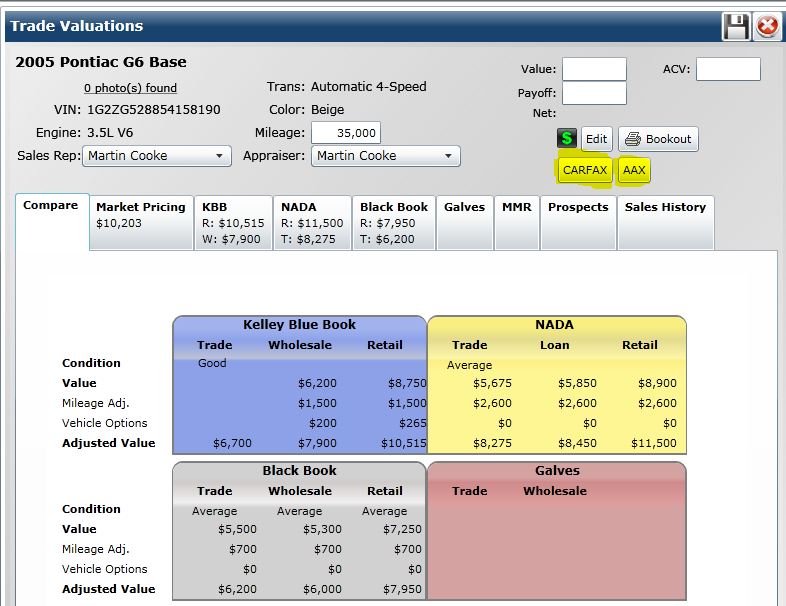 Trade Valuations
2005 Pontiac G6 Base
0 photo(s) found
VIN: 1G2ZG528854158190
Engine: 3.5L V6
Sales Rep: Martin Cooke
Trans: Automatic 4-Speed
Color: Beige
Mileage: 35,000
Appraiser: Martin Cooke
Value:
ACV:
Payoff:
Net:
$ Edit Bookout
CARFAX AAX
Compare
Market Pricing
$10,203
KBB
R: $10,515
W: $7,900
NADA
R: $11,500
T: $8,275
Black Book
R: $7,950
T: $6,200
Galves
MMR
Prospects
Sales History
Kelley Blue Book NADA
Trade Wholesale Retail Trade Loan Retail
Condition Good Average
Value $6,200 $8,750 $5,675 $5,850 $8,900
Mileage Adj. $1,500 $1,500 $2,600 $2,600 $2,600
Vehicle Options $200 $265 $0 $0 $0
Adjusted Value $6,700 $7,900 $10,515 $8,275 $8,450 $11,500
Black Book Galves
Trade Wholesale Retail Trade Wholesale
Condition Average Average Average
Value $5,500 $5,300 $7,250
Mileage Adj. $700 $700 $700
Vehicle Options $0 $0 $0
Adjusted Value $6,200 $6,000 $7,950